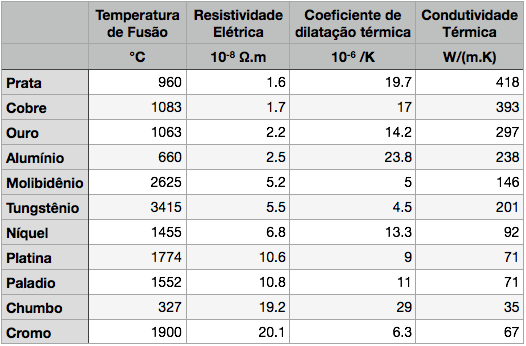 Temperatura de Fusão Resistividade Elétrica Coeficiente de dilatação térmica Condutividade Térmica
°C 10-8 Ω.m 10-6 /K W/(m.K)
Prata 960 1.6 19.7 418
Cobre 1083 1.7 17 393
Ouro 1063 2.2 14.2 297
Alumínio 660 2.5 23.8 238
Molibidênio 2625 5.2 5 146
Tungstênio 3415 5.5 4.5 201
Níquel 1455 6.8 13.3 92
Platina 1774 10.6 9 71
Paladio 1552 10.8 11 71
Chumbo 327 19.2 29 35
Cromo 1900 20.1 6.3 67